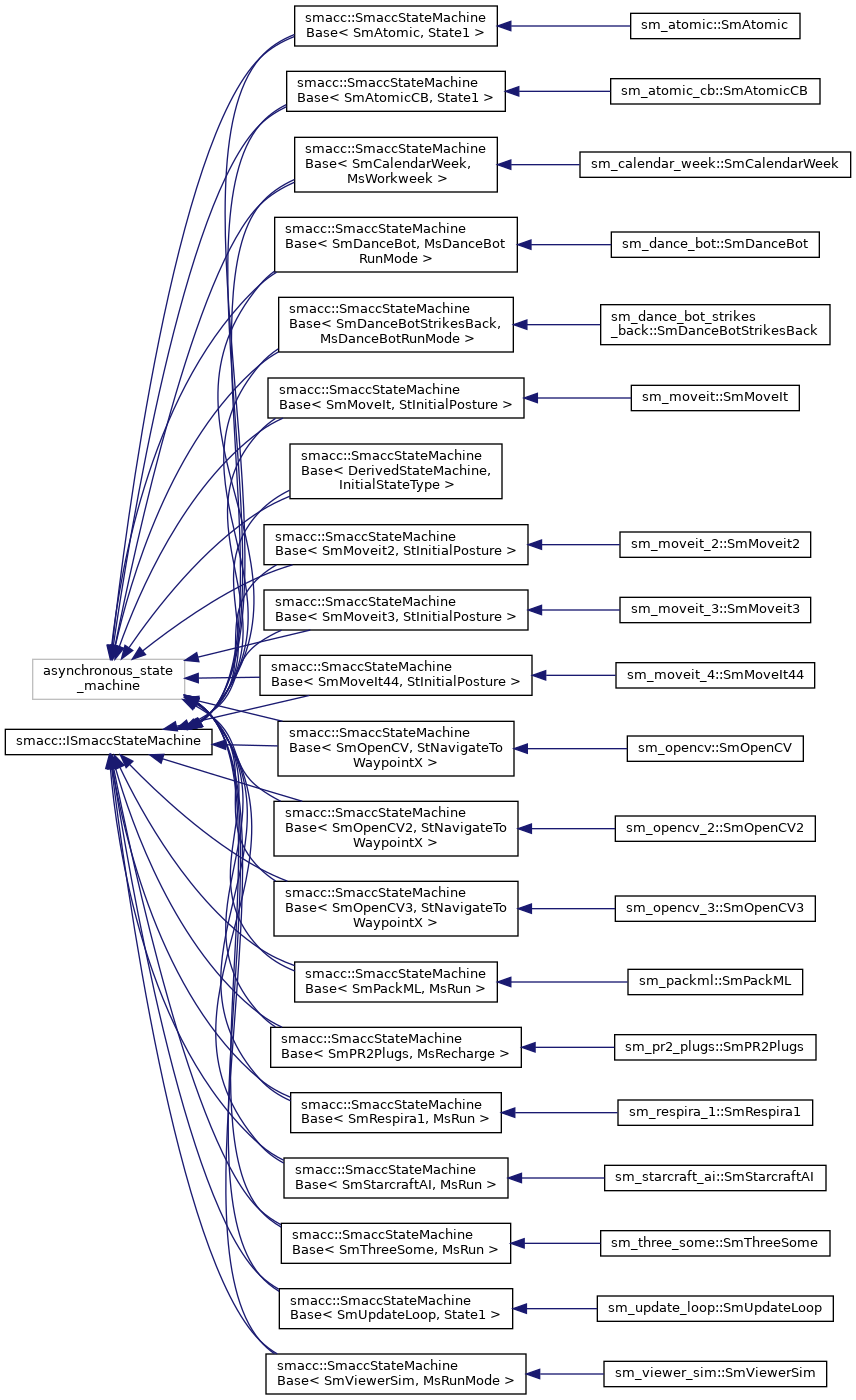 smacc::SmaccStateMachine
Base< SmAtomic, State1 >
sm_atomic::SmAtomic
smacc::SmaccStateMachine
Base< SmAtomicCB, State1 >
sm_atomic_cb::SmAtomicCB
smacc::SmaccStateMachine
Base< SmCalendarWeek,
MsWorkweek >
sm_calendar_week::SmCalendarWeek
smacc::SmaccStateMachine
Base< SmDanceBot, MsDanceBot
RunMode >
sm_dance_bot::SmDanceBot
smacc::SmaccStateMachine
Base< SmDanceBotStrikesBack,
MsDanceBotRunMode >
sm_dance_bot_strikes
_back::SmDanceBotStrikesBack
smacc::SmaccStateMachine
Base< SmMoveIt, StInitialPosture >
sm_moveit::SmMoveIt
smacc::SmaccStateMachine
Base< DerivedStateMachine,
InitialStateType >
smacc::SmaccStateMachine
Base< SmMoveit2, StInitialPosture >
sm_moveit_2::SmMoveit2
smacc::SmaccStateMachine
Base< SmMoveit3, StInitialPosture >
sm_moveit_3::SmMoveit3
asynchronous_state
_machine
smacc::SmaccStateMachine
Base< SmMoveIt44, StInitialPosture >
sm_moveit_4::SmMoveIt44
smacc::ISmaccStateMachine
smacc::SmaccStateMachine
Base< SmOpenCV, StNavigateTo
WaypointX >
sm_opencv::SmOpenCV
smacc::SmaccStateMachine
Base< SmOpenCV2, StNavigateTo
WaypointX >
sm_opencv_2::SmOpenCV2
smacc::SmaccStateMachine
Base< SmOpenCV3, StNavigateTo
WaypointX >
sm_opencv_3::SmOpenCV3
smacc::SmaccStateMachine
Base< SmPackML, MsRun >
sm_packml::SmPackML
smacc::SmaccStateMachine
Base< SmPR2Plugs, MsRecharge >
sm_pr2_plugs::SmPR2Plugs
smacc::SmaccStateMachine
Base< SmRespira1, MsRun >
sm_respira_1::SmRespira1
smacc::SmaccStateMachine
Base< SmStarcraftAI, MsRun >
sm_starcraft_ai::SmStarcraftAI
smacc::SmaccStateMachine
Base< SmThreeSome, MsRun >
sm_three_some::SmThreeSome
smacc::SmaccStateMachine
Base< SmUpdateLoop, State1 >
sm_update_loop::SmUpdateLoop
smacc::SmaccStateMachine
Base< SmViewerSim, MsRunMode >
sm_viewer_sim::SmViewerSim